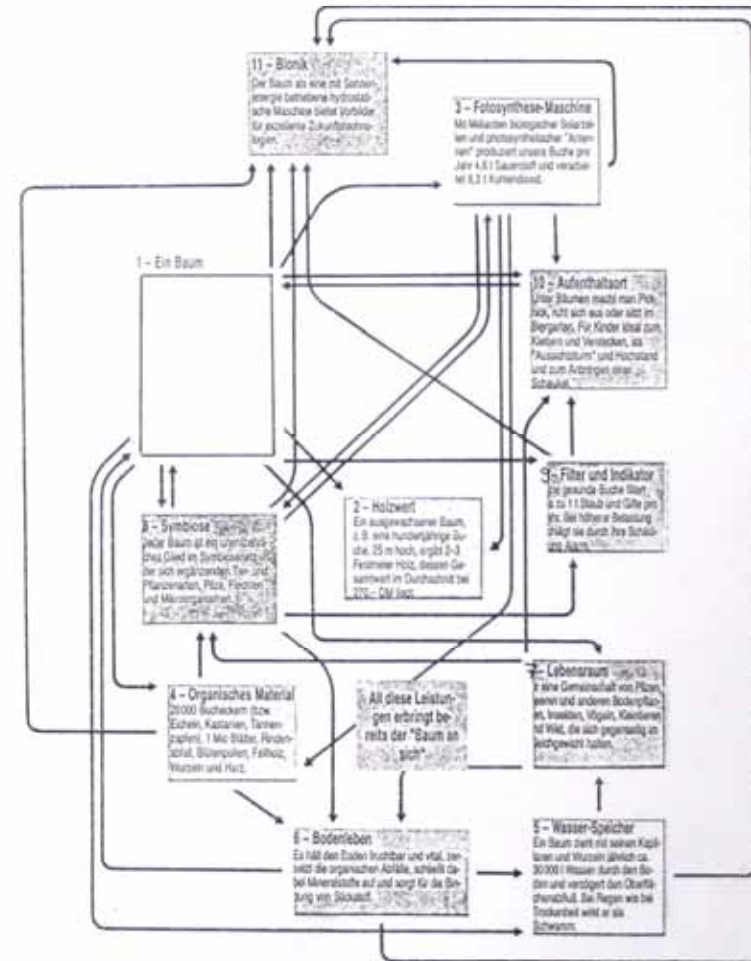 11 – Bionik
Der Baum als eine mit Sonnen-
energie betriebene hydrostati-
sche Maschine bietet Vorbilder
für exzellente Zukunftstechno-
logien.
3 – Fotosynthese-Maschine
Mit Milliarden biologischer Solarzel-
len und photosynthetischer "Anten-
nen" produziert unsere Buche pro
Jahr 4,6 t Sauerstoff und verarbei-
tet 6,3 t Kohlendioxid.
1 – Ein Baum
10 – Aufenthaltsort
Unter Bäumen macht man Pick-
nick, ruht sich aus oder sitzt im
Biergarten. Für Kinder ideal zum
Klettern und Verstecken, als
"Aussichtsturm" und Hochstand
und zum Anbringen einer
Schaukel.
9 – Filter und Indikator
gesunde Buche filtert
zu 1 t Staub und Gifte pro
Bei höherer Belastung
schlägt sie durch ihre Schädi-
gung Alarm.
2 – Holzwert
Ein ausgewachsener Baum,
z. B. eine hundertjährige Bu-
che, 25 m hoch, ergibt 2–3
Festmeter Holz, dessen Ge-
samtwert im Durchschnitt bei
270,– DM liegt.
8 – Symbiose
Jeder Baum ist ein unentbehrli-
ches Glied im Symbiosenetz
der sich ergänzenden Tier- und
Pflanzenarten, Pilze, Flechten
und Mikroorganismen.
7 – Lebensraum
für eine Gemeinschaft von Pilzen,
Beeren und anderen Bodenpflan-
zen, Insekten, Vögeln, Kleintieren
und Wild, die sich gegenseitig im
Gleichgewicht halten.
4 – Organisches Material
20 000 Bucheckern (bzw.
Eicheln, Kastanien, Tannen-
zapfen), 1 Mio Blätter, Rinden-
abfall, Blütenpollen, Fallholz,
Wurzeln und Harz.
All diese Leistun-
gen erbringt be-
reits der "Baum an
sich"
6 – Bodenleben
Es hält den Boden fruchtbar und vital, zer-
setzt die organischen Abfälle, schließt da-
bei Mineralstoffe auf und sorgt für die Bin-
dung von Stickstoff.
5 – Wasser-Speicher
Ein Baum zieht mit seinen Kapil-
laren und Wurzeln jährlich ca.
30 000 l Wasser durch den Bo-
den und verzögert den Oberflä-
chenabfluß. Bei Regen wie bei
Trockenheit wirkt er als
Schwamm.